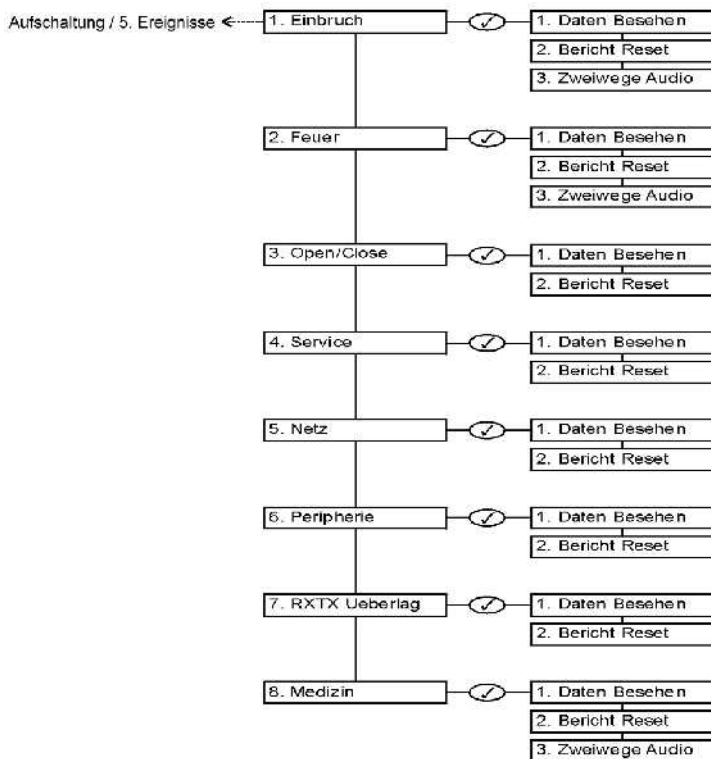 Aufschaltung / 5. Ereignisse
1. Einbruch
1. Daten Besehen
2. Bericht Reset
3. Zweiwege Audio
2. Feuer
1. Daten Besehen
2. Bericht Reset
3. Zweiwege Audio
3. Open/Close
1. Daten Besehen
2. Bericht Reset
4. Service
1. Daten Besehen
2. Bericht Reset
5. Netz
1. Daten Besehen
2. Bericht Reset
6. Peripherie
1. Daten Besehen
2. Bericht Reset
7. RXTX Ueberlag
1. Daten Besehen
2. Bericht Reset
8. Medizin
1. Daten Besehen
2. Bericht Reset
3. Zweiwege Audio